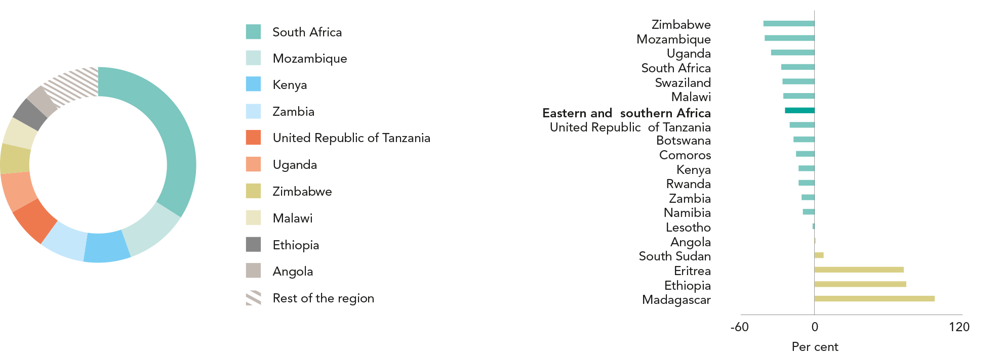 South Africa
Mozambique
Kenya
Zambia
United Republic of Tanzania
Uganda
Zimbabwe
Malawi
Ethiopia
Angola
Rest of the region
Zimbabwe
Mozambique
Uganda
South Africa
Swaziland
Malawi
Eastern and southern Africa
United Republic of Tanzania
Botswana
Comoros
Kenya
Rwanda
Zambia
Namibia
Lesotho
Angola
South Sudan
Eritrea
Ethiopia
Madagascar
-60 0 120
Per cent